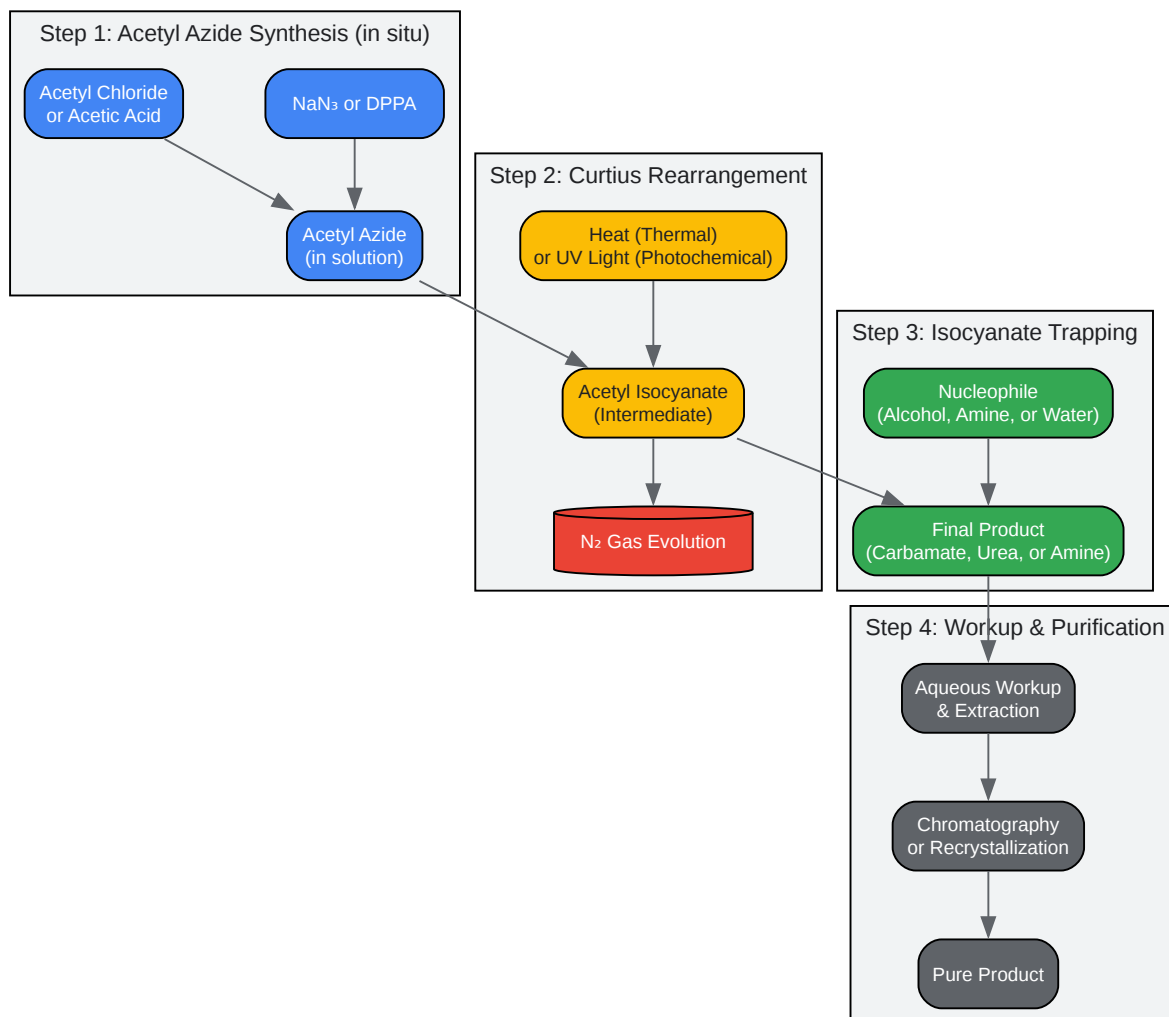 Step 1: Acetyl Azide Synthesis (in situ)
Acetyl Chloride
or Acetic Acid
NaN₃ or DPPA
Acetyl Azide
(in solution)
Step 2: Curtius Rearrangement
Heat (Thermal)
or UV Light (Photochemical)
Acetyl Isocyanate
(Intermediate)
N₂ Gas Evolution
Step 3: Isocyanate Trapping
Nucleophile
(Alcohol, Amine, or Water)
Final Product
(Carbamate, Urea, or Amine)
Step 4: Workup & Purification
Aqueous Workup
& Extraction
Chromatography
or Recrystallization
Pure Product